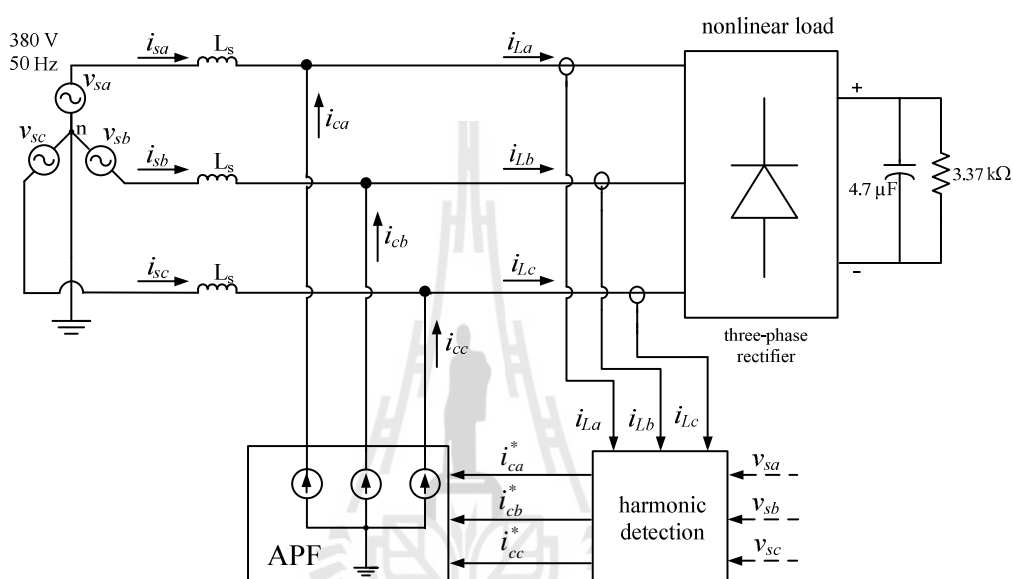 nonlinear load
380 V
50 Hz
i_sa
L_s
i_La
v_sa
i_ca
+
v_sc
n
v_sb
i_sb
L_s
i_Lb
4.7 µF
3.37 kΩ
i_cb
i_sc
L_s
i_Lc
-
i_cc
three-phase
rectifier
i_La
i_Lb
i_Lc
i*_ca
v_sa
harmonic
detection
i*_cb
v_sb
i*_cc
v_sc
APF